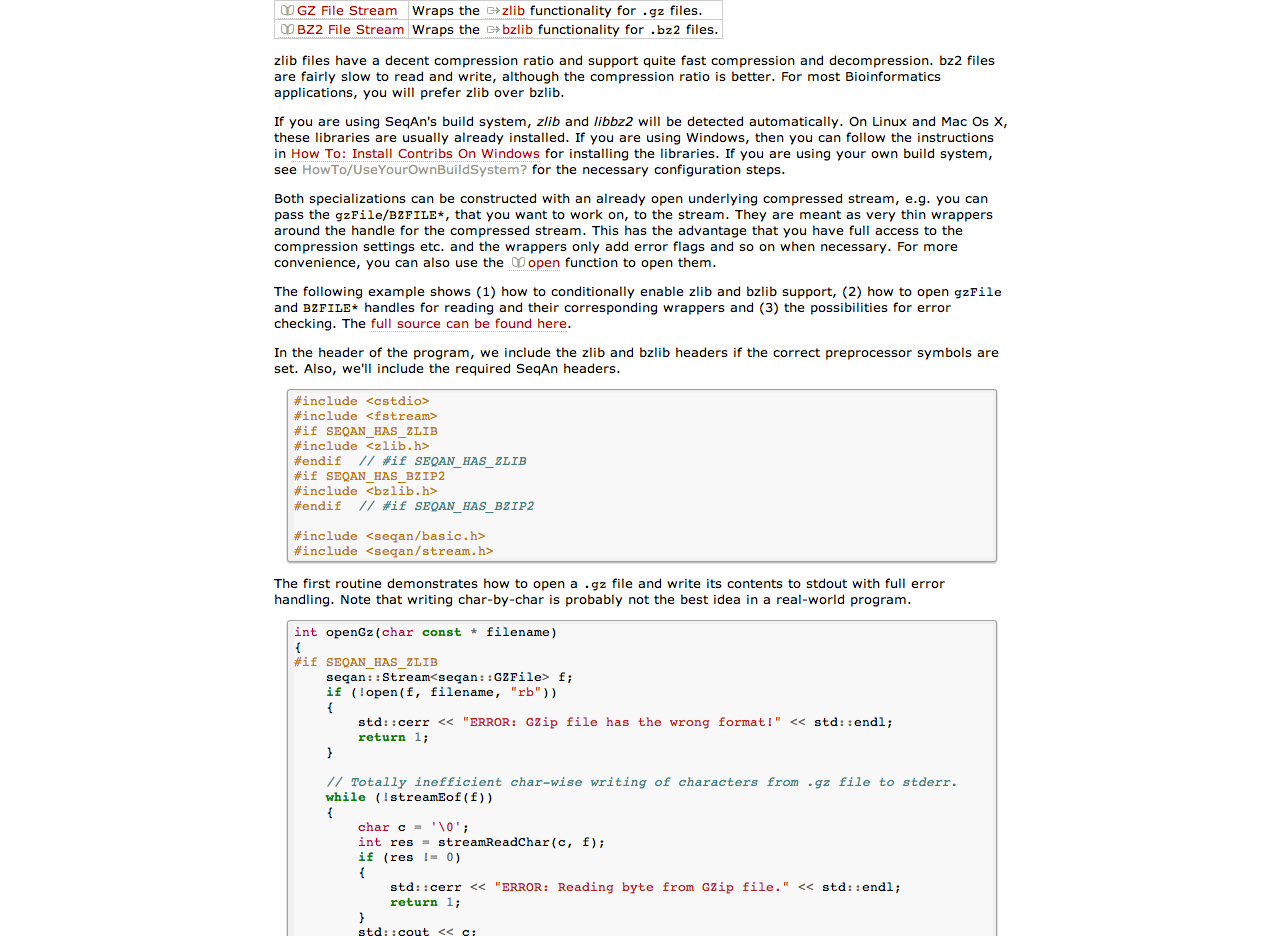 GZ File Stream Wraps the zlib functionality for .gz files.
BZ2 File Stream Wraps the bzlib functionality for .bz2 files.
zlib files have a decent compression ratio and support quite fast compression and decompression. bz2 files
are fairly slow to read and write, although the compression ratio is better. For most Bioinformatics
applications, you will prefer zlib over bzlib.
If you are using SeqAn's build system, zlib and libbz2 will be detected automatically. On Linux and Mac Os X,
these libraries are usually already installed. If you are using Windows, then you can follow the instructions
in How To: Install Contribs On Windows for installing the libraries. If you are using your own build system,
see HowTo/UseYourOwnBuildSystem? for the necessary configuration steps.
Both specializations can be constructed with an already open underlying compressed stream, e.g. you can
pass the gzFile/BZFILE*, that you want to work on, to the stream. They are meant as very thin wrappers
around the handle for the compressed stream. This has the advantage that you have full access to the
compression settings etc. and the wrappers only add error flags and so on when necessary. For more
convenience, you can also use the open function to open them.
The following example shows (1) how to conditionally enable zlib and bzlib support, (2) how to open gzFile
and BZFILE* handles for reading and their corresponding wrappers and (3) the possibilities for error
checking. The full source can be found here.
In the header of the program, we include the zlib and bzlib headers if the correct preprocessor symbols are
set. Also, we'll include the required SeqAn headers.
#include <cstdio>
#include <fstream>
#if SEQAN_HAS_ZLIB
#include <zlib.h>
#endif  // #if SEQAN_HAS_ZLIB
#if SEQAN_HAS_BZIP2
#include <bzlib.h>
#endif  // #if SEQAN_HAS_BZIP2
#include <seqan/basic.h>
#include <seqan/stream.h>
The first routine demonstrates how to open a .gz file and write its contents to stdout with full error
handling. Note that writing char-by-char is probably not the best idea in a real-world program.
int openGz(char const * filename)
{
#if SEQAN_HAS_ZLIB
    seqan::Stream<seqan::GZFile> f;
    if (!open(f, filename, "rb"))
    {
        std::cerr << "ERROR: GZip file has the wrong format!" << std::endl;
        return 1;
    }
    // Totally inefficient char-wise writing of characters from .gz file to stderr.
    while (!streamEof(f))
    {
        char c = '\0';
        int res = streamReadChar(c, f);
        if (res != 0)
        {
            std::cerr << "ERROR: Reading byte from GZip file." << std::endl;
            return 1;
        }
        std::cout << c;